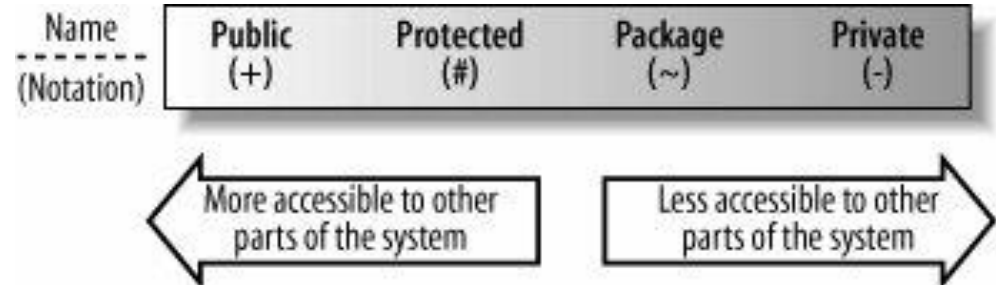 Name
(Notation)
Public Protected Package Private
(+) (#) (~) (-)
More accessible to other
parts of the system
Less accessible to other
parts of the system